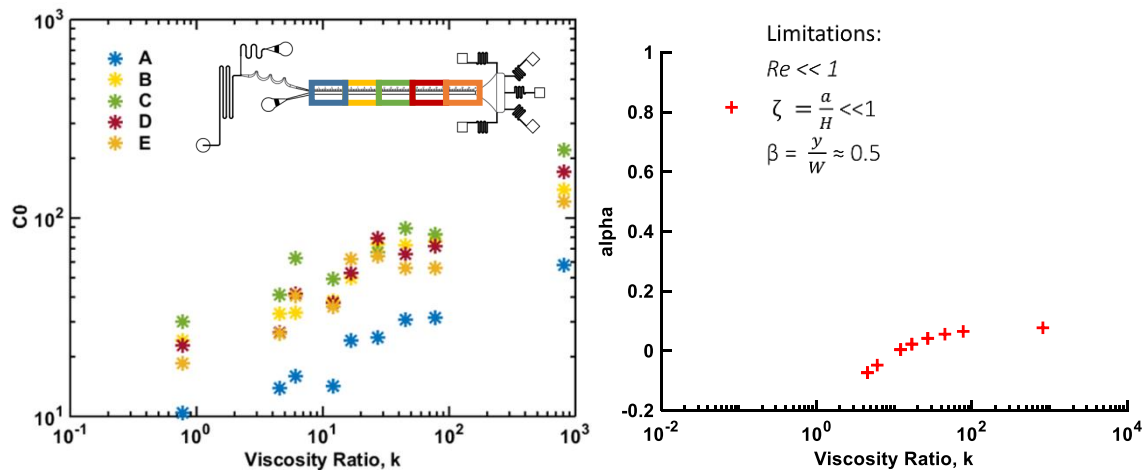 10³
10²
10¹
C0
A
B
C
D
E
10⁻¹ 10⁰ 10¹ 10² 10³
Viscosity Ratio, k
Limitations:
Re << 1
ζ = a/H <<1
β = y/W ≈ 0.5
1
0.8
0.6
0.4
0.2
0
-0.2
alpha
10⁻² 10⁰ 10² 10⁴
Viscosity Ratio, k